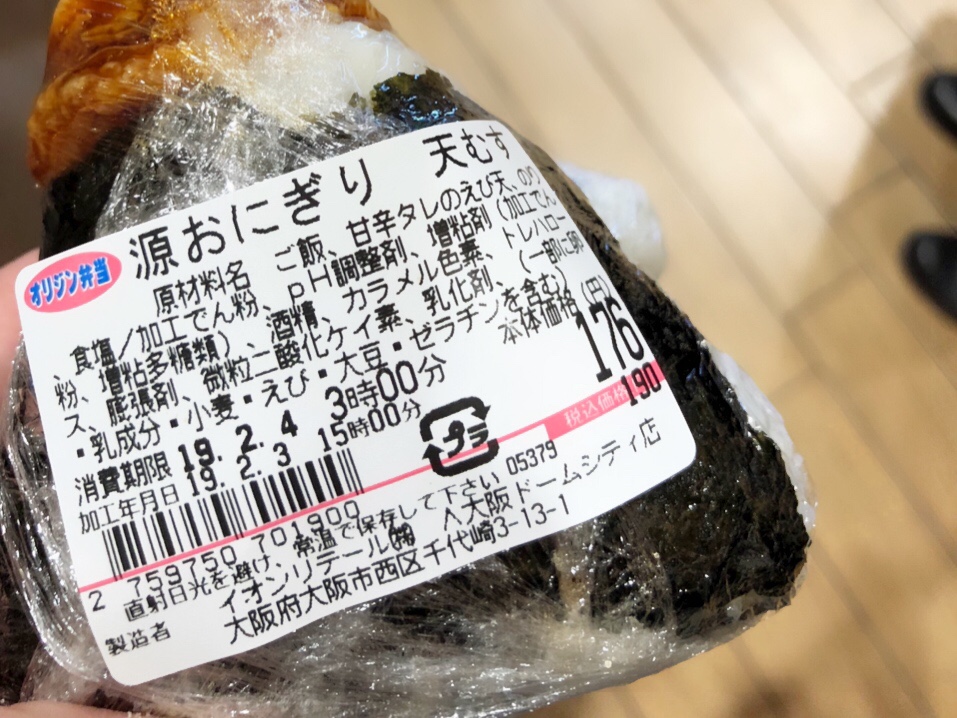 オリジン弁当
源おにぎり 天むす
原材料名 ご飯、甘辛タレのえび天、のり
、食塩/加工でん粉、pH調整剤、増粘剤(加工でん
粉、増粘多糖類)、酒精、カラメル色素、トレハロー
ス、膨張剤、微粒二酸化ケイ素、乳化剤、(一部に卵
・乳成分・小麦・えび・大豆・ゼラチンを含む)
消費期限 19. 2. 4 3時00分
本体価格(円)
176
加工年月日 19. 2. 3 15時00分
プラ
税込価格 190
2 759750 701900
05379
直射日光を避け、常温で保存して下さい
イオンリテール㈱ 大阪ドームシティ店
製造者 大阪府大阪市西区千代崎3-13-1